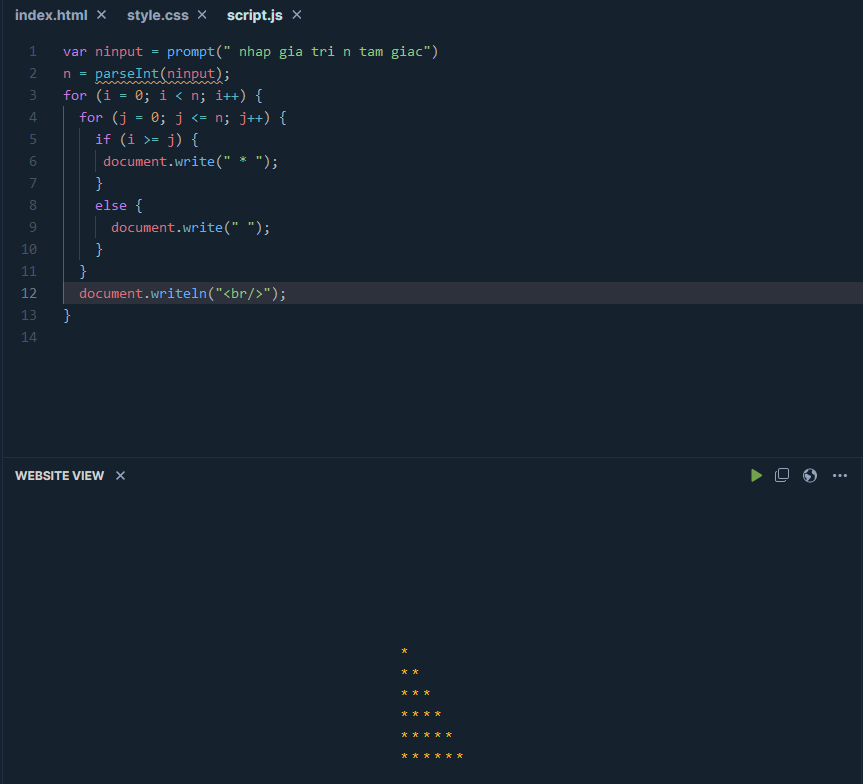 index.html × style.css × script.js ×
1 var ninput = prompt(" nhap gia tri n tam giac")
2 n = parseInt(ninput);
3 for (i = 0; i < n; i++) {
4 for (j = 0; j <= n; j++) {
5 if (i >= j) {
6 document.write(" * ");
7 }
8 else {
9 document.write(" ");
10 }
11 }
12 document.writeln("<br/>");
13 }
14
WEBSITE VIEW ×
*
* *
* * *
* * * *
* * * * *
* * * * * *